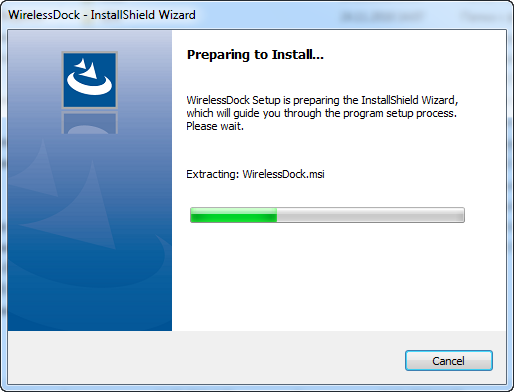 WirelessDock - InstallShield Wizard
Preparing to Install...
WirelessDock Setup is preparing the InstallShield Wizard,
which will guide you through the program setup process.
Please wait.
Extracting: WirelessDock.msi
Cancel